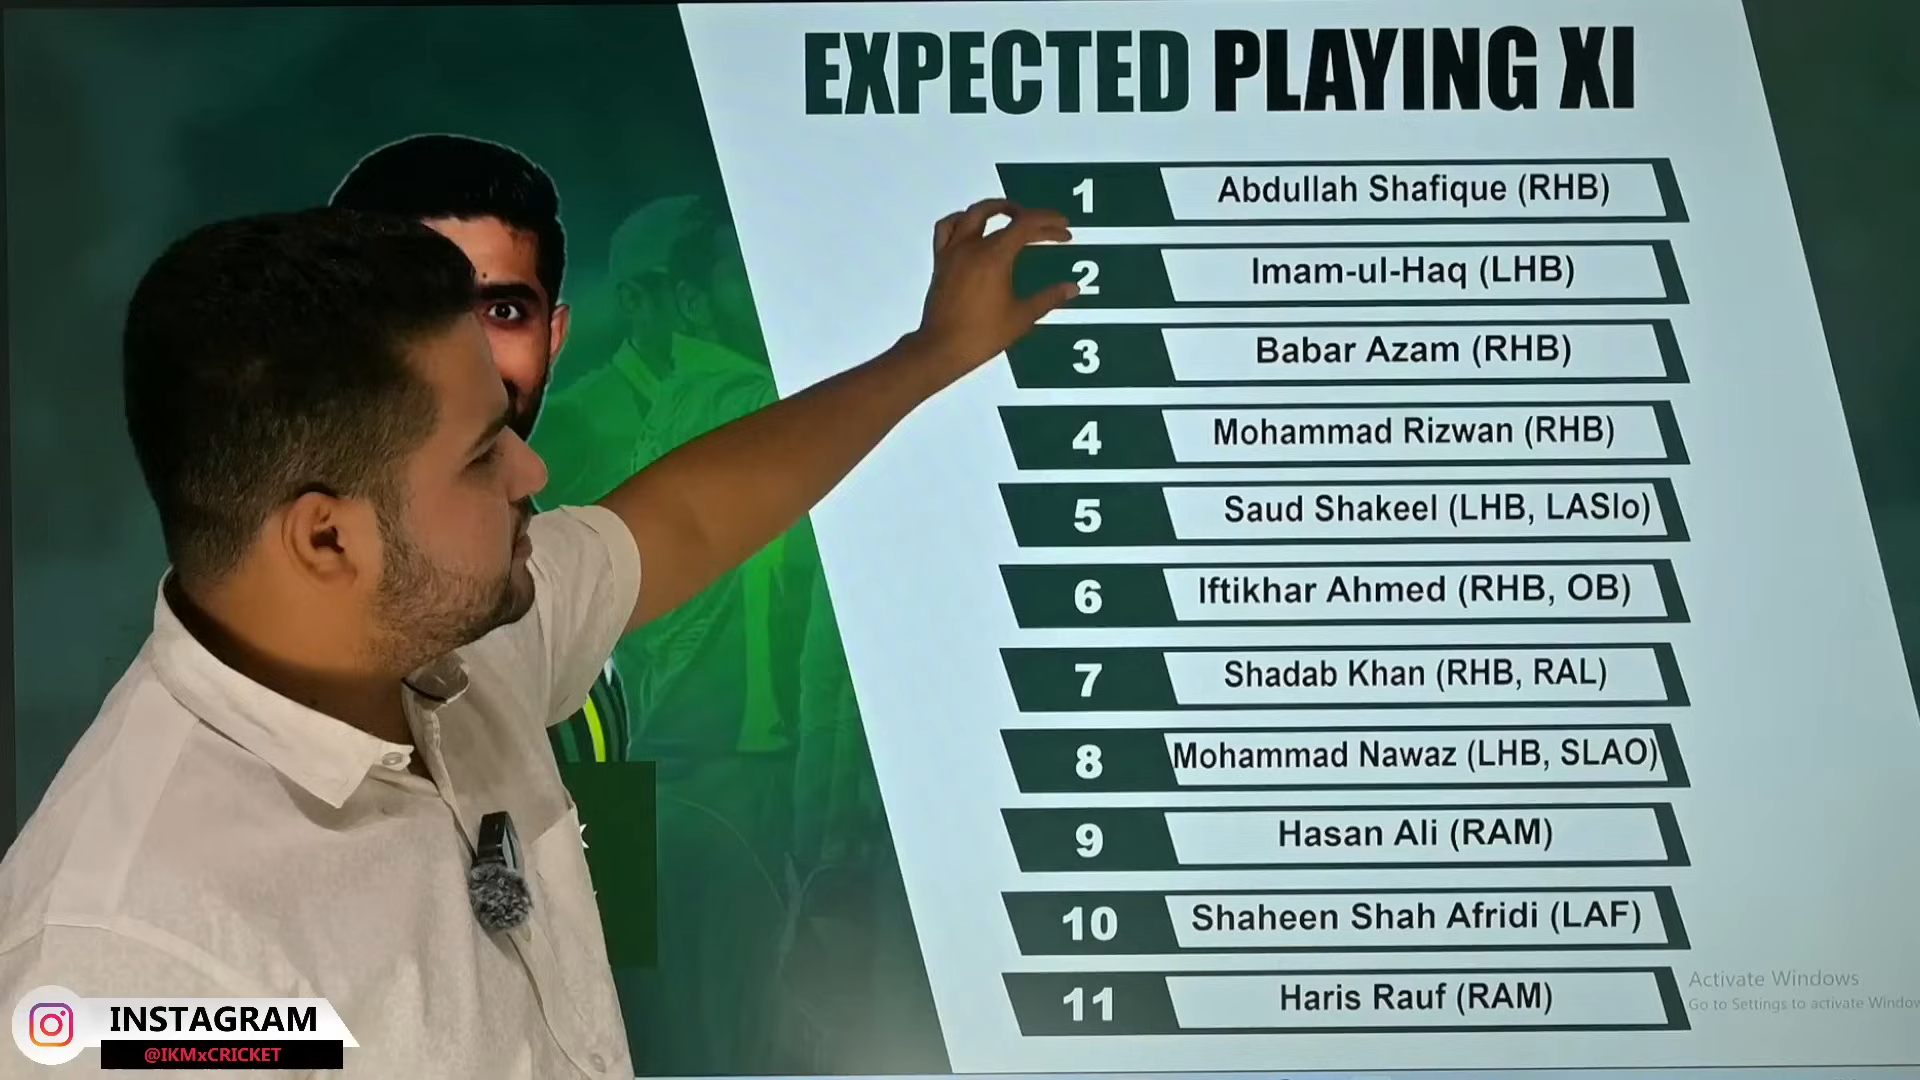 EXPECTED PLAYING XI
1 Abdullah Shafique (RHB)
2 Imam-ul-Haq (LHB)
3 Babar Azam (RHB)
4 Mohammad Rizwan (RHB)
5 Saud Shakeel (LHB, LASlo)
6 Iftikhar Ahmed (RHB, OB)
7 Shadab Khan (RHB, RAL)
8 Mohammad Nawaz (LHB, SLAO)
9 Hasan Ali (RAM)
10 Shaheen Shah Afridi (LAF)
11 Haris Rauf (RAM)
Activate Windows
Go to Settings to activate Window
INSTAGRAM
@IKMxCRICKET